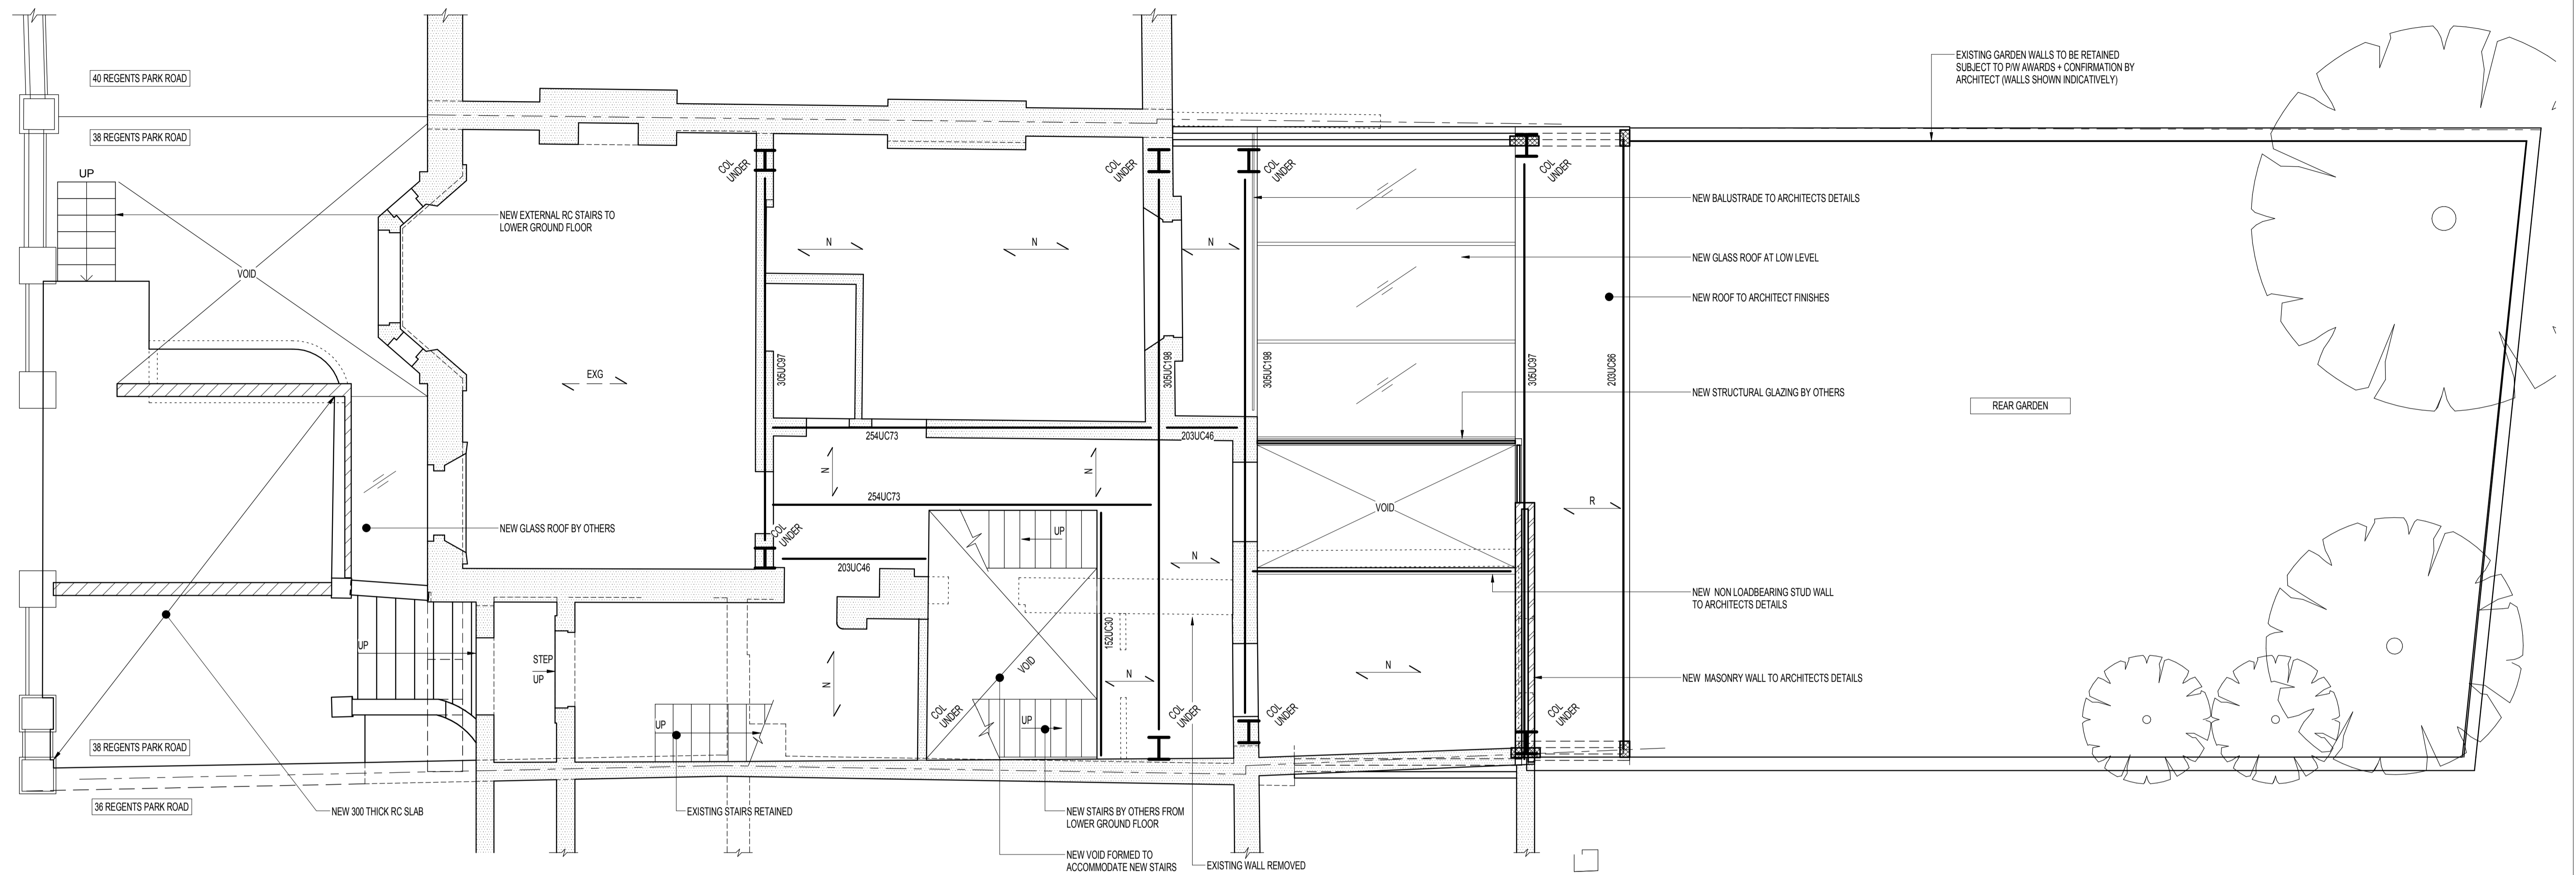 40 REGENTS PARK ROAD
38 REGENTS PARK ROAD
UP
VOID
NEW EXTERNAL RC STAIRS TO
LOWER GROUND FLOOR
COL
UNDER
COL
UNDER
COL
UNDER
COL
UNDER
EXISTING GARDEN WALLS TO BE RETAINED
SUBJECT TO P/W AWARDS + CONFIRMATION BY
ARCHITECT (WALLS SHOWN INDICATIVELY)
NEW BALUSTRADE TO ARCHITECTS DETAILS
N
N
N
NEW GLASS ROOF AT LOW LEVEL
NEW ROOF TO ARCHITECT FINISHES
EXG
305UC97
305UC198
305UC198
305UC97
203UC86
NEW STRUCTURAL GLAZING BY OTHERS
REAR GARDEN
254UC73
203UC46
N
N
254UC73
VOID
R
NEW GLASS ROOF BY OTHERS
COL
UNDER
UP
N
203UC46
NEW NON LOADBEARING STUD WALL
TO ARCHITECTS DETAILS
152UC30
UP
STEP
UP
VOID
N
N
N
NEW MASONRY WALL TO ARCHITECTS DETAILS
UP
UP
COL
UNDER
COL
UNDER
COL
UNDER
COL
UNDER
38 REGENTS PARK ROAD
36 REGENTS PARK ROAD
NEW 300 THICK RC SLAB
EXISTING STAIRS RETAINED
NEW STAIRS BY OTHERS FROM
LOWER GROUND FLOOR
NEW VOID FORMED TO
ACCOMMODATE NEW STAIRS
EXISTING WALL REMOVED